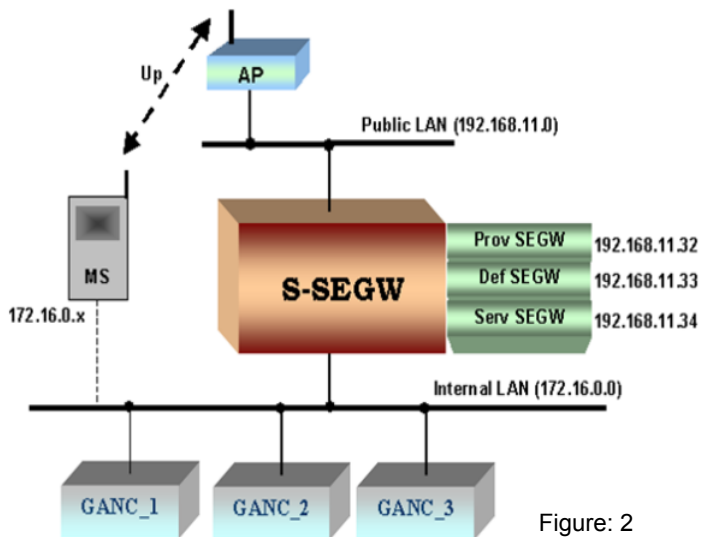 AP
Up
Public LAN (192.168.11.0)
MS
172.16.0.x
S-SEGW
Prov SEGW 192.168.11.32
Def SEGW 192.168.11.33
Serv SEGW 192.168.11.34
Internal LAN (172.16.0.0)
GANC_1 GANC_2 GANC_3
Figure: 2